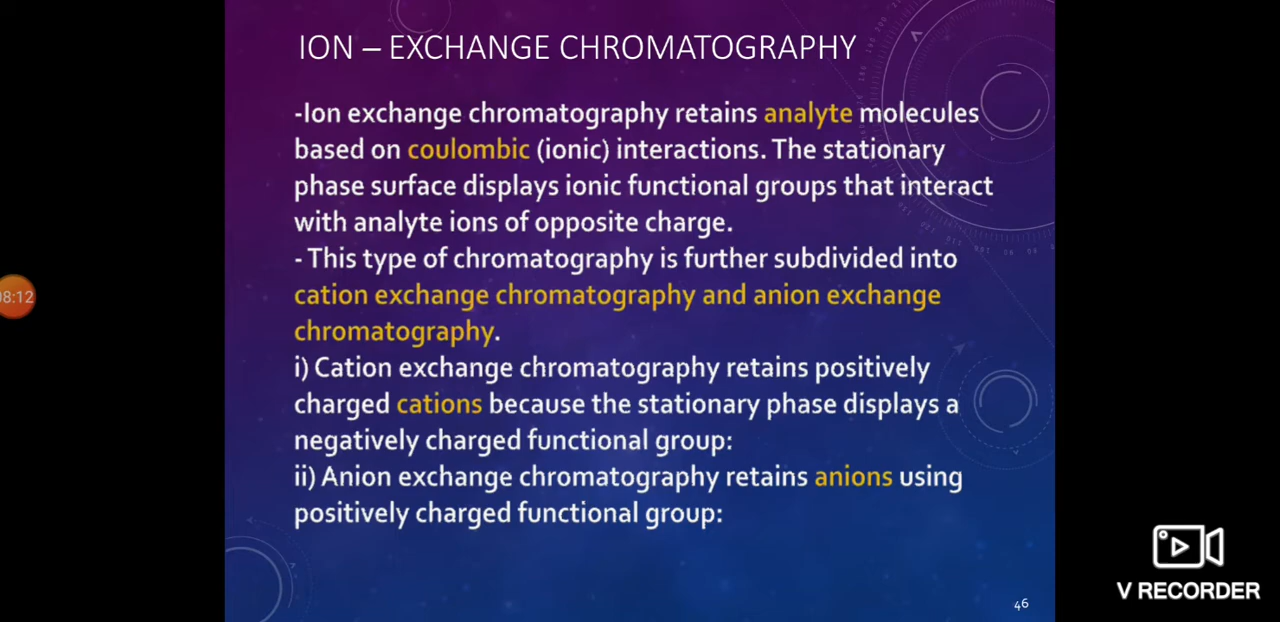 ION – EXCHANGE CHROMATOGRAPHY
-Ion exchange chromatography retains analyte molecules
based on coulombic (ionic) interactions. The stationary
phase surface displays ionic functional groups that interact
with analyte ions of opposite charge.
- This type of chromatography is further subdivided into
cation exchange chromatography and anion exchange
chromatography.
i) Cation exchange chromatography retains positively
charged cations because the stationary phase displays a
negatively charged functional group:
ii) Anion exchange chromatography retains anions using
positively charged functional group:
08:12
V RECORDER
46